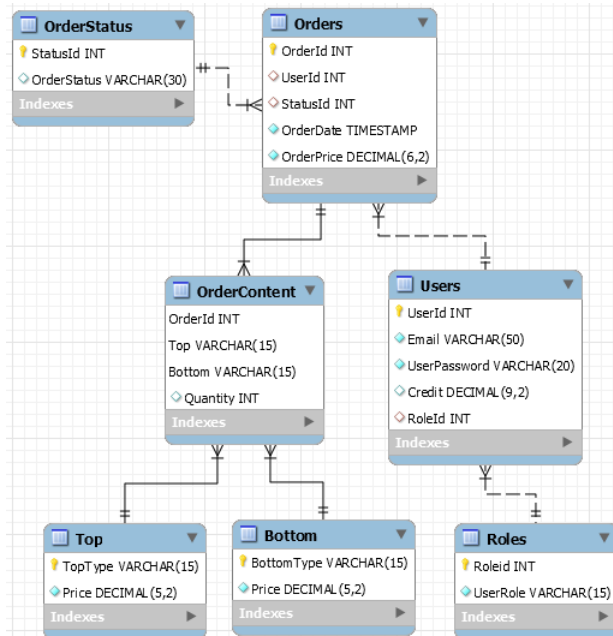 OrderStatus
StatusId INT
OrderStatus VARCHAR(30)
Indexes
Orders
OrderId INT
UserId INT
StatusId INT
OrderDate TIMESTAMP
OrderPrice DECIMAL(6,2)
Indexes
OrderContent
OrderId INT
Top VARCHAR(15)
Bottom VARCHAR(15)
Quantity INT
Indexes
Users
UserId INT
Email VARCHAR(50)
UserPassword VARCHAR(20)
Credit DECIMAL(9,2)
RoleId INT
Indexes
Top
TopType VARCHAR(15)
Price DECIMAL(5,2)
Indexes
Bottom
BottomType VARCHAR(15)
Price DECIMAL(5,2)
Indexes
Roles
Roleid INT
UserRole VARCHAR(15)
Indexes